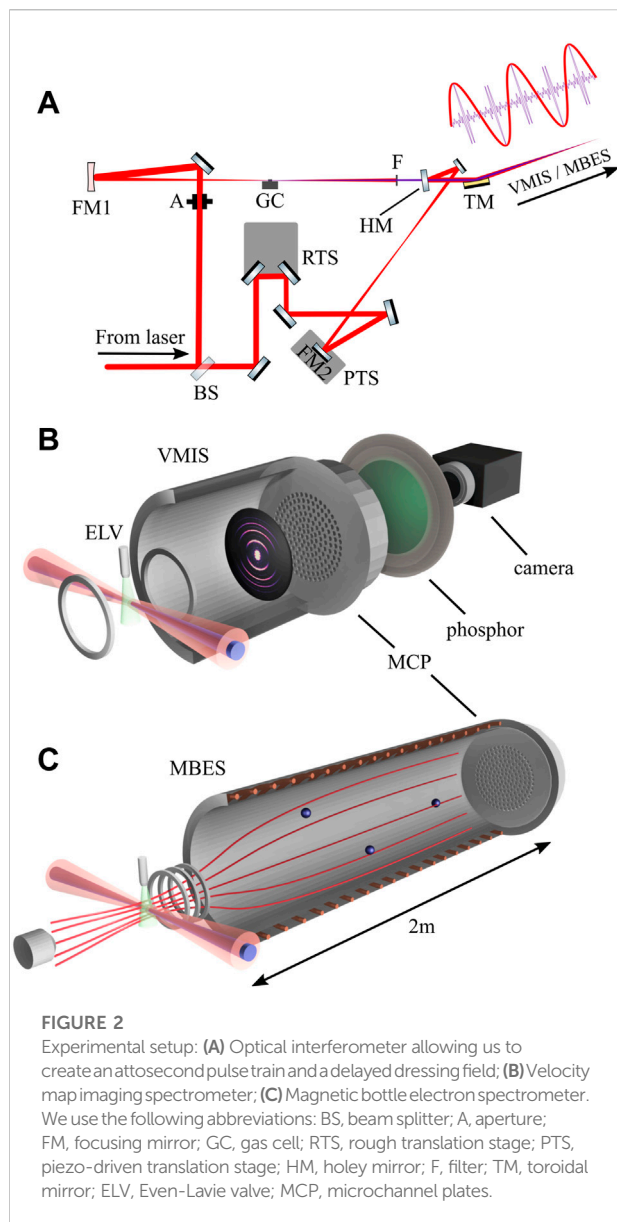 A
F
FM1
A
GC
HM
TM
VMIS / MBES
RTS
From laser
FM2
PTS
BS
B
VMIS
ELV
camera
phosphor
MCP
C
MBES
2m
FIGURE 2
Experimental setup: (A) Optical interferometer allowing us to
create an attosecond pulse train and a delayed dressing field; (B) Velocity
map imaging spectrometer; (C) Magnetic bottle electron spectrometer.
We use the following abbreviations: BS, beam splitter; A, aperture;
FM, focusing mirror; GC, gas cell; RTS, rough translation stage; PTS,
piezo-driven translation stage; HM, holey mirror; F, filter; TM, toroidal
mirror; ELV, Even-Lavie valve; MCP, microchannel plates.